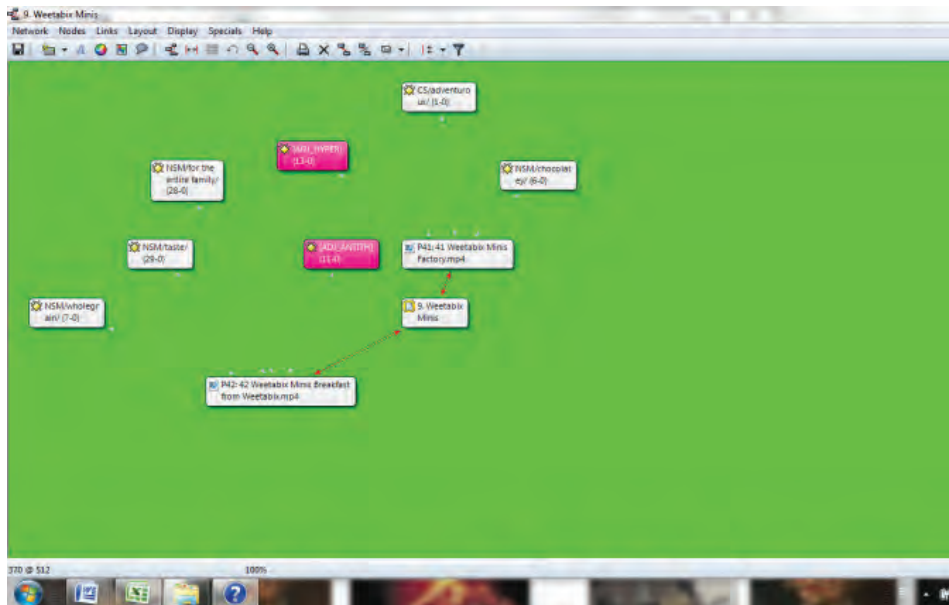 9. Weetabix Minis
Network Nodes Links Layout Display Specials Help
CS/adventuro
us/ (1-0)
(13-0)
NSM/for the
entire family/
(28-0)
NSM/chocolat
ey/ (6-0)
NSM/taste/
(29-0)
[ADJ_ANTITH]
(11-0)
P41: 41 Weetabix Minis
Factory.mp4
NSM/wholegr
ain/ (7-0)
9. Weetabix
Minis
P42: 42 Weetabix Minis Breakfast
from Weetabix.mp4
370 @ 512 100%